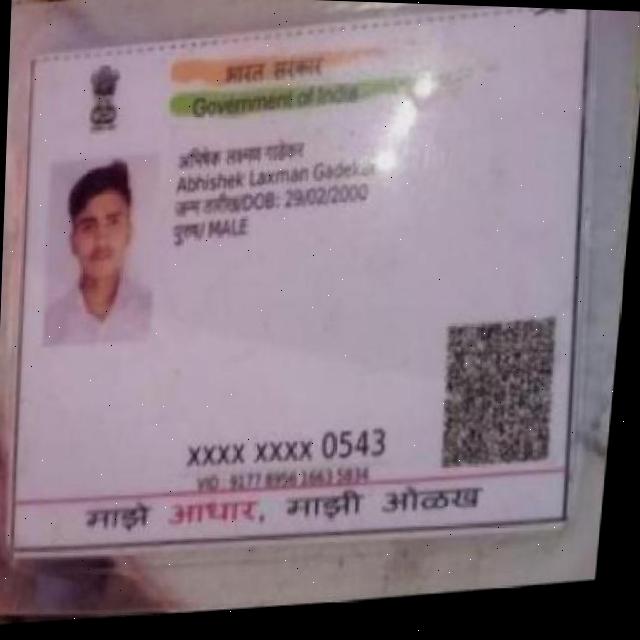 भारत सरकार
Government of India
अभिषेक लक्ष्मण गाडेकर
Abhishek Laxman Gadekar
जन्म तारीख/DOB: 29/02/2000
पुरुष/ MALE
XXXX XXXX 0543
VID : 9177 8956 1663 5834
माझे आधार, माझी ओळख